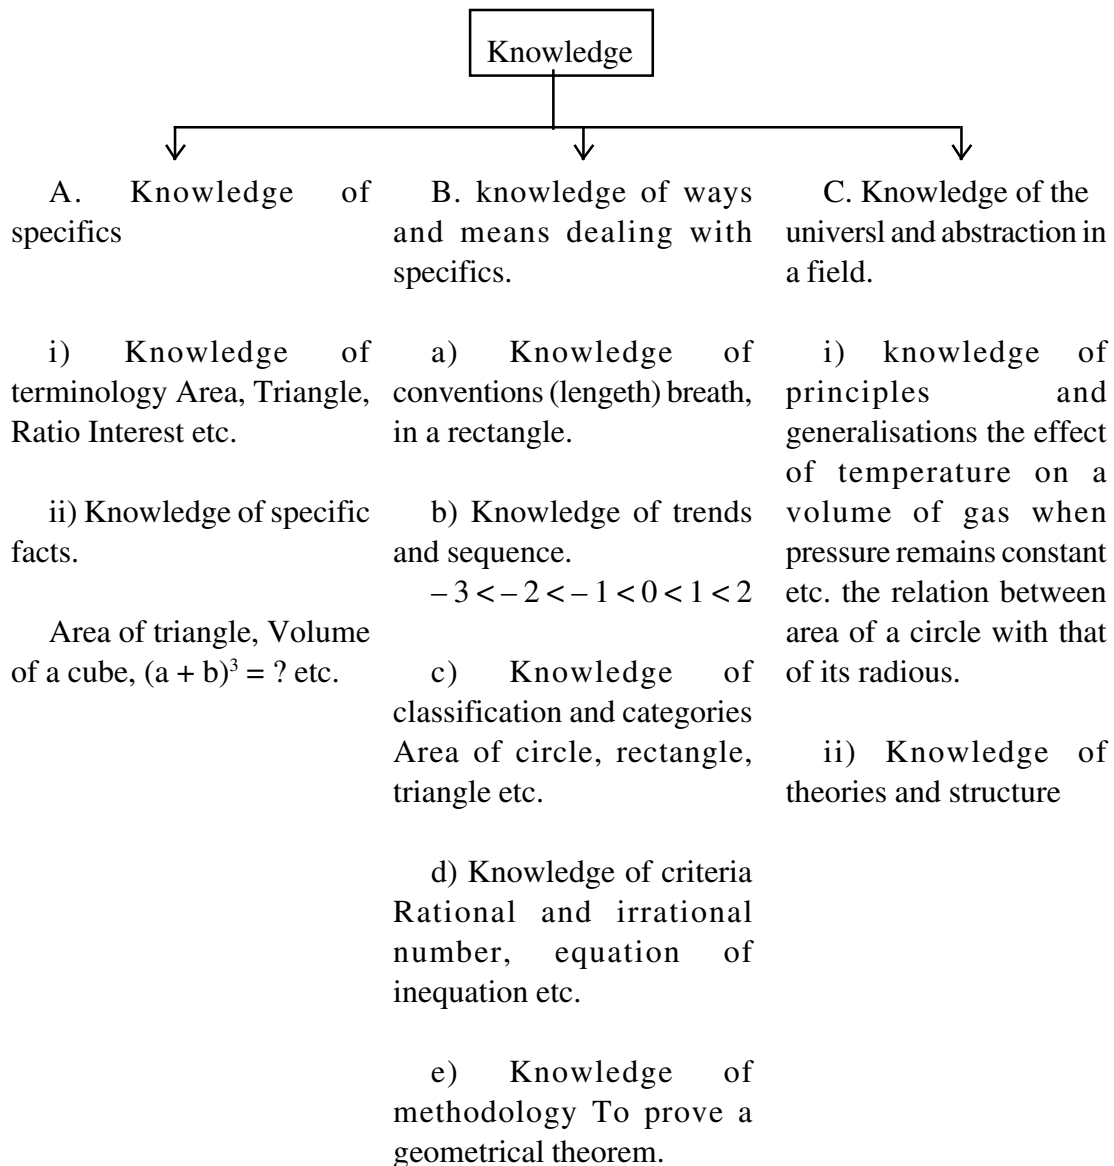 Knowledge
A. Knowledge of
specifics
i) Knowledge of
terminology Area, Triangle,
Ratio Interest etc.
ii) Knowledge of specific
facts.
Area of triangle, Volume
of a cube, (a + b)³ = ? etc.
B. knowledge of ways
and means dealing with
specifics.
a) Knowledge of
conventions (lengeth) breath,
in a rectangle.
b) Knowledge of trends
and sequence.
– 3 < – 2 < – 1 < 0 < 1 < 2
c) Knowledge of
classification and categories
Area of circle, rectangle,
triangle etc.
d) Knowledge of criteria
Rational and irrational
number, equation of
inequation etc.
e) Knowledge of
methodology To prove a
geometrical theorem.
C. Knowledge of the
universl and abstraction in
a field.
i) knowledge of
principles and
generalisations the effect
of temperature on a
volume of gas when
pressure remains constant
etc. the relation between
area of a circle with that
of its radious.
ii) Knowledge of
theories and structure